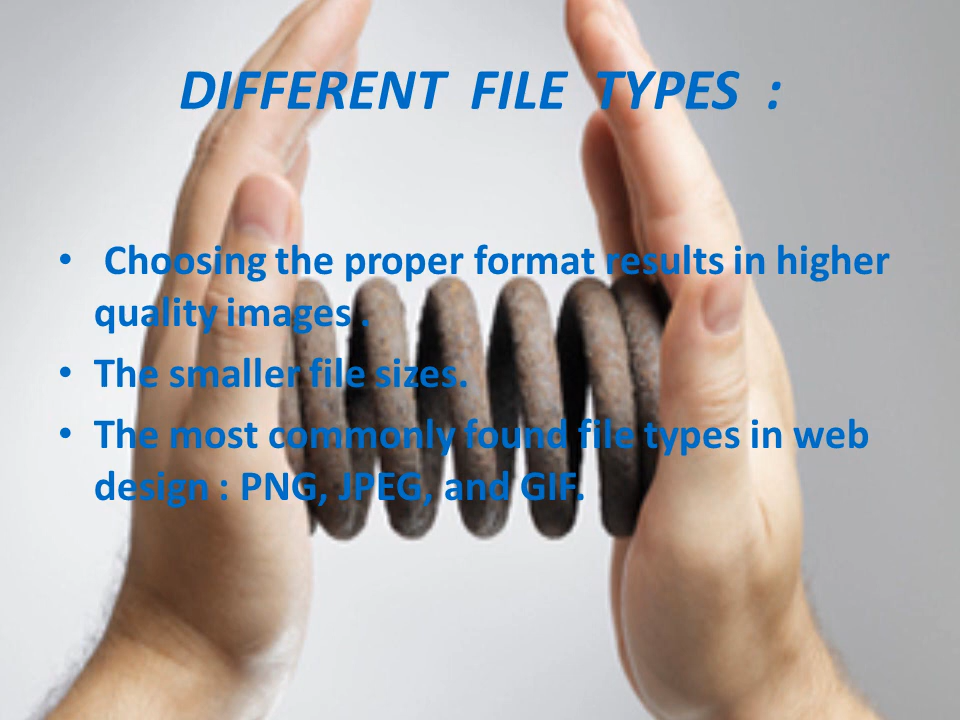 DIFFERENT FILE TYPES :
• Choosing the proper format results in higher
quality images .
• The smaller file sizes.
• The most commonly found file types in web
design : PNG, JPEG, and GIF.